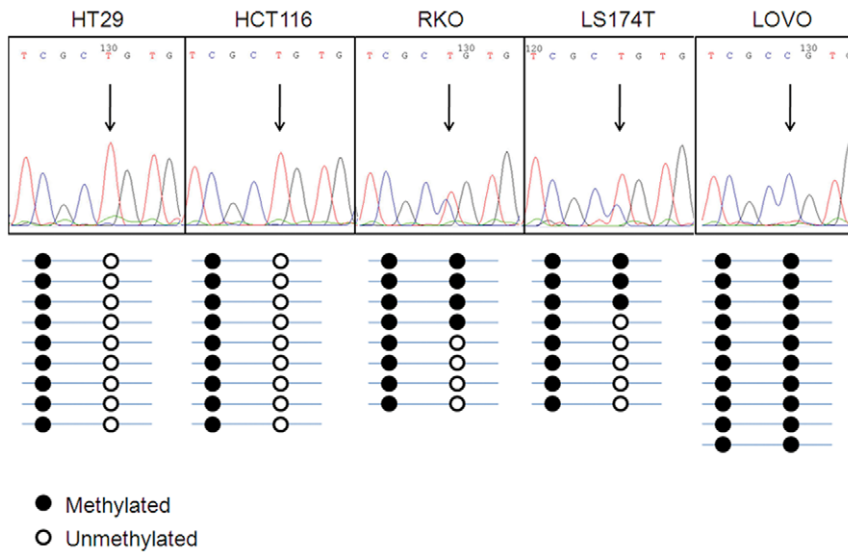 HT29 HCT116 RKO LS174T LOVO
130 130 120 130
T C G C T G T G T C G C T G T G T C G C T G T G T C G C T G T G T C G C C G T G
Methylated
Unmethylated